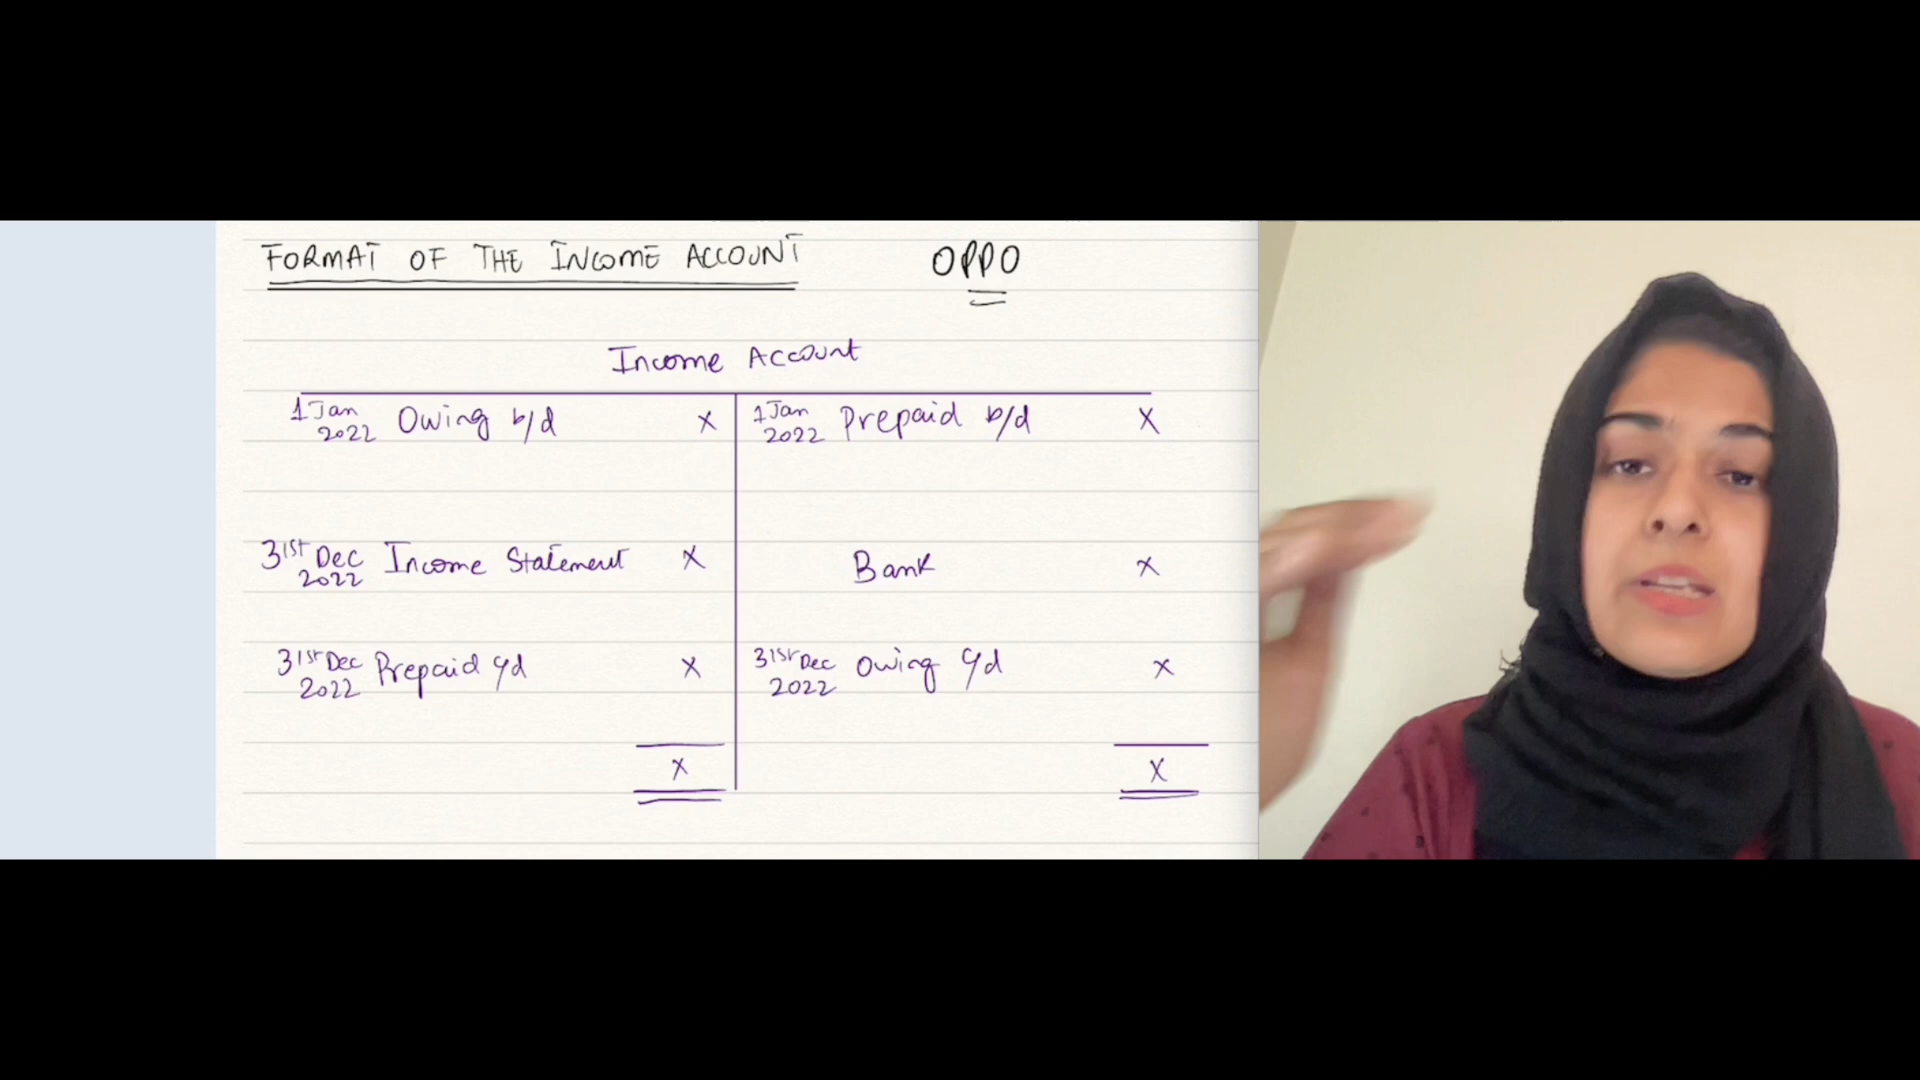 FORMAT OF THE INCOME ACCOUNT OPPO
Income Account
1 Jan 2022 Owing b/d X 1 Jan 2022 Prepaid b/d X
31st Dec 2022 Income Statement X Bank X
31st Dec 2022 Prepaid c/d X 31st Dec 2022 Owing c/d X
X X